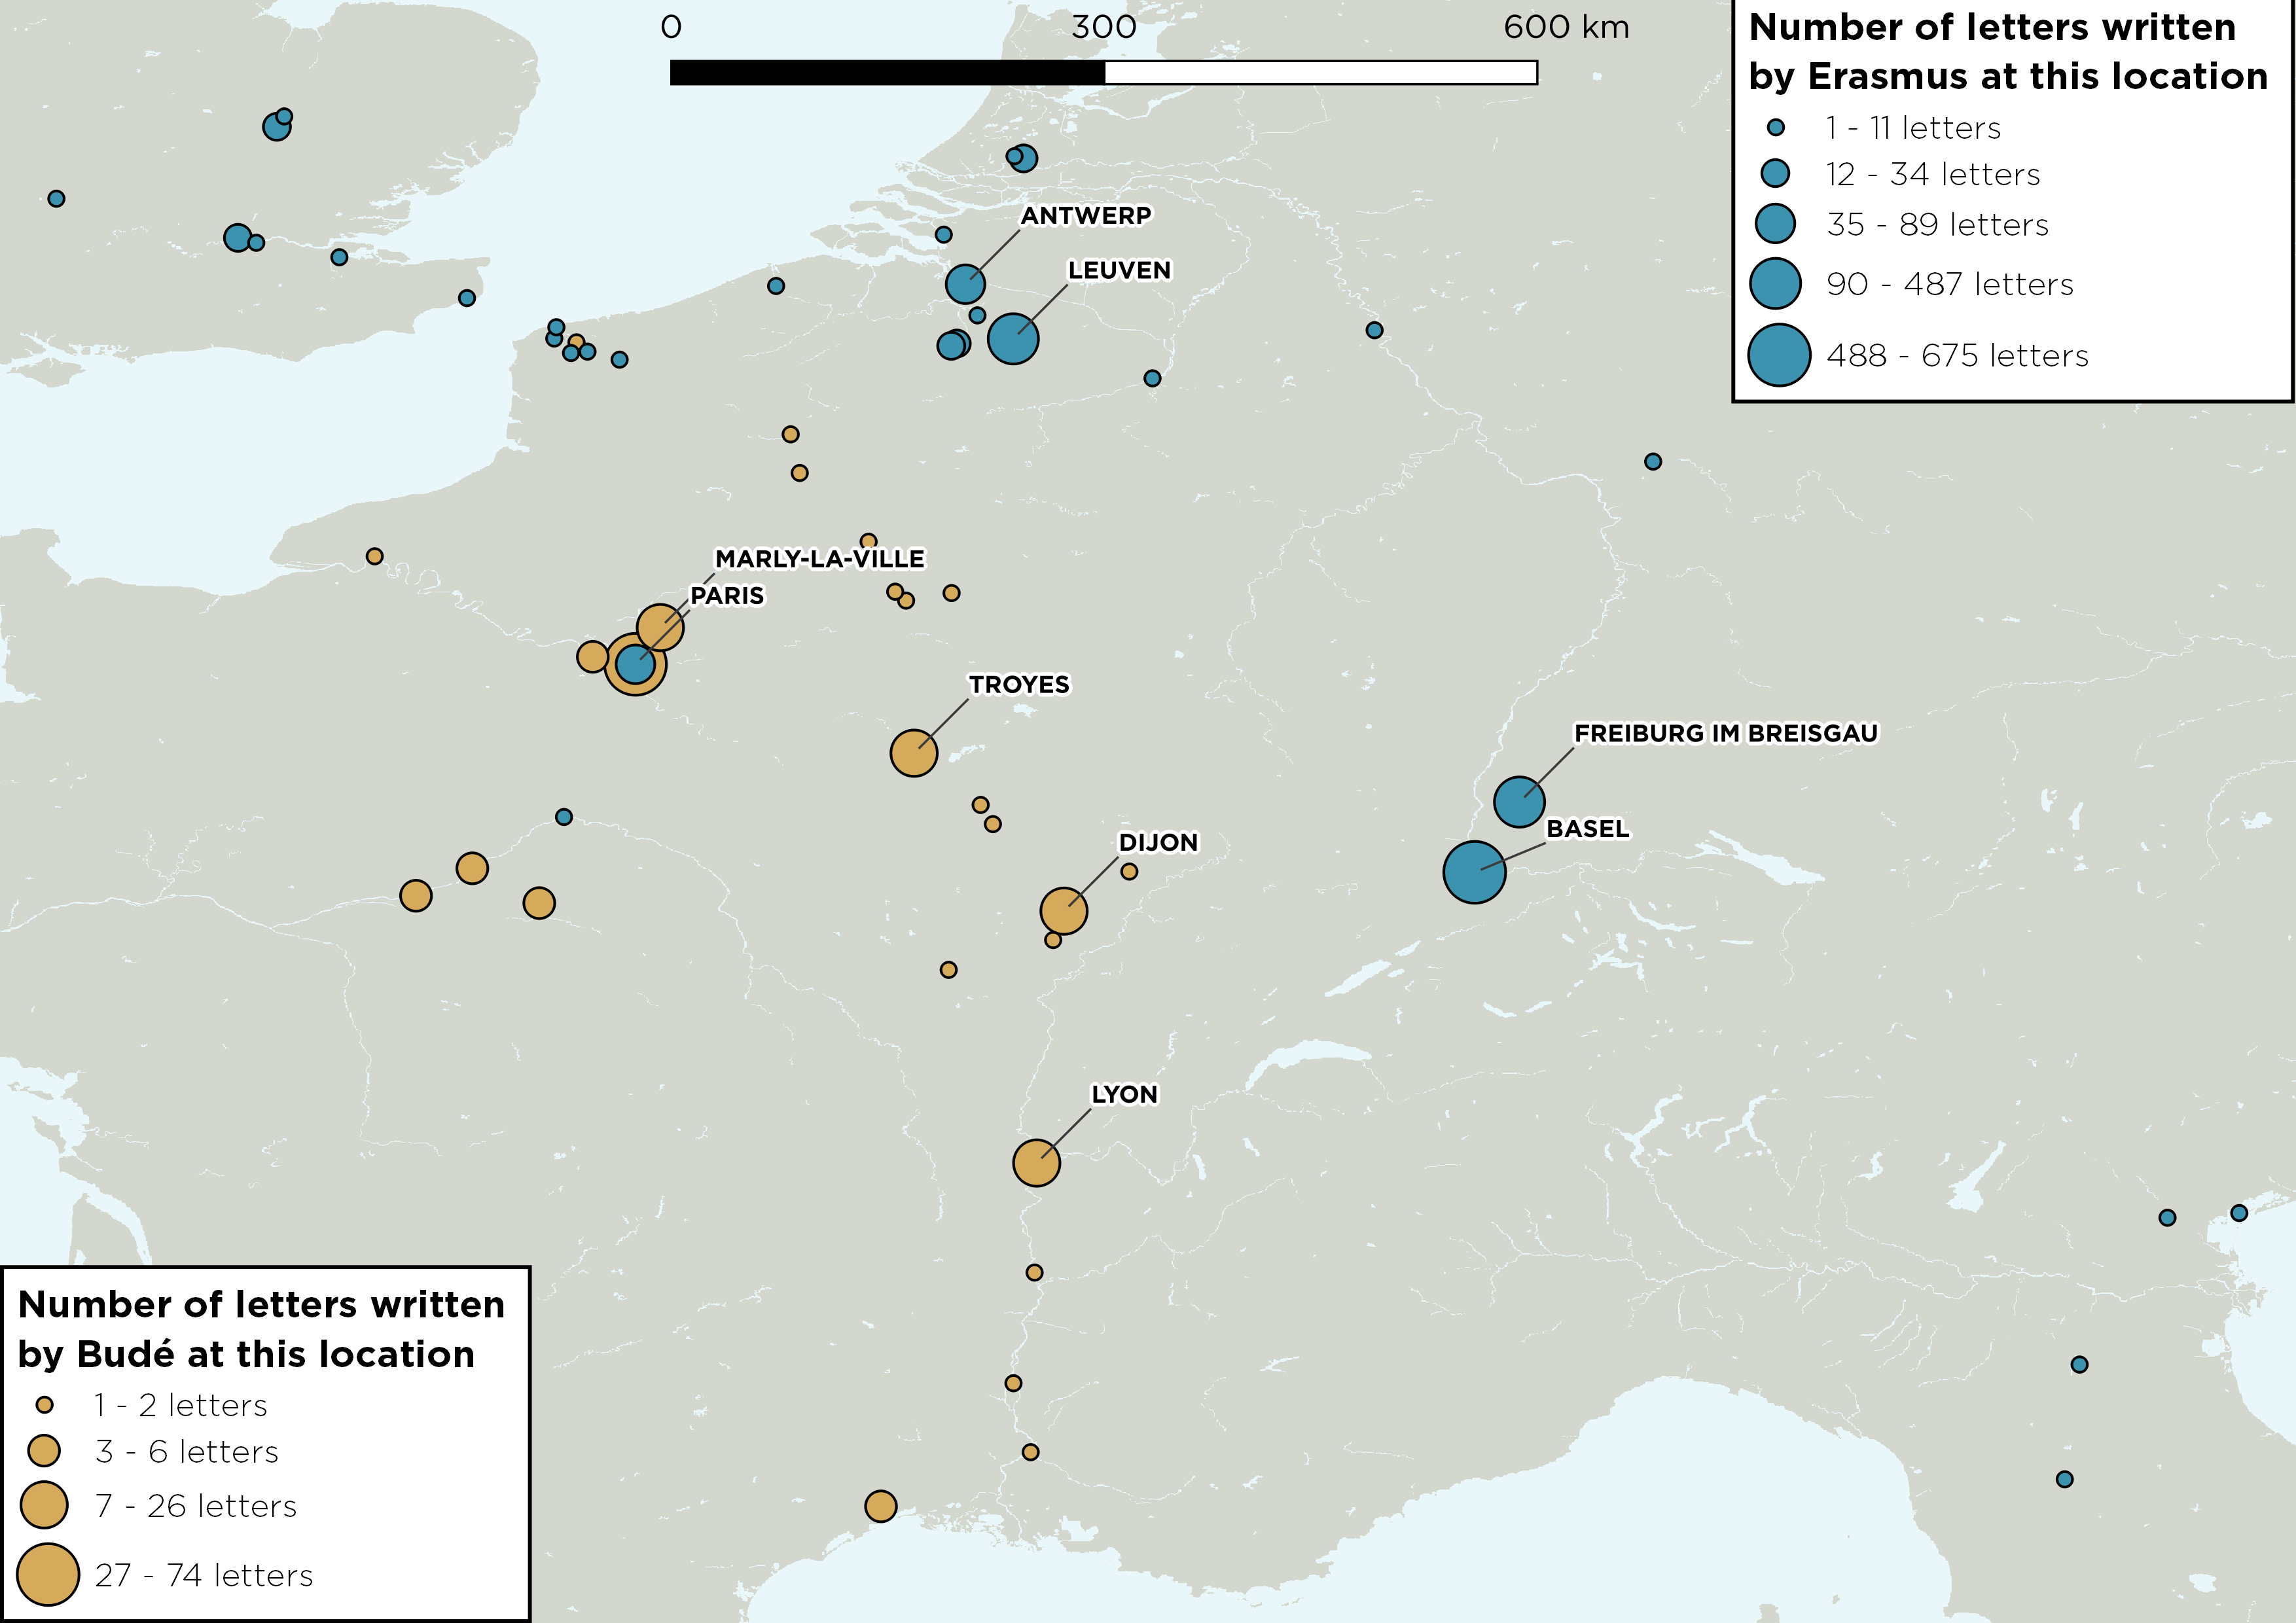 0 300 600 km
Number of letters written
by Erasmus at this location
1 - 11 letters
12 - 34 letters
35 - 89 letters
90 - 487 letters
488 - 675 letters
ANTWERP
LEUVEN
MARLY-LA-VILLE
PARIS
TROYES
FREIBURG IM BREISGAU
BASEL
DIJON
LYON
Number of letters written
by Budé at this location
1 - 2 letters
3 - 6 letters
7 - 26 letters
27 - 74 letters